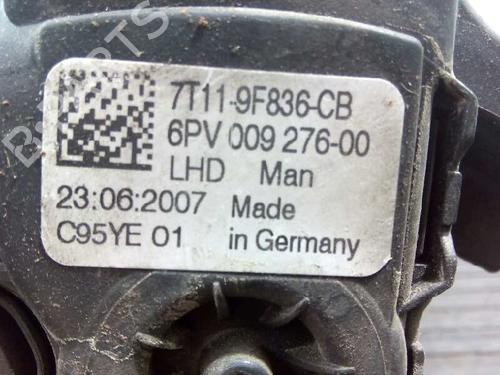 7T11-9F836-CB
6PV 009 276-00
LHD Man
23:06:2007 Made
C95YE 01 in Germany